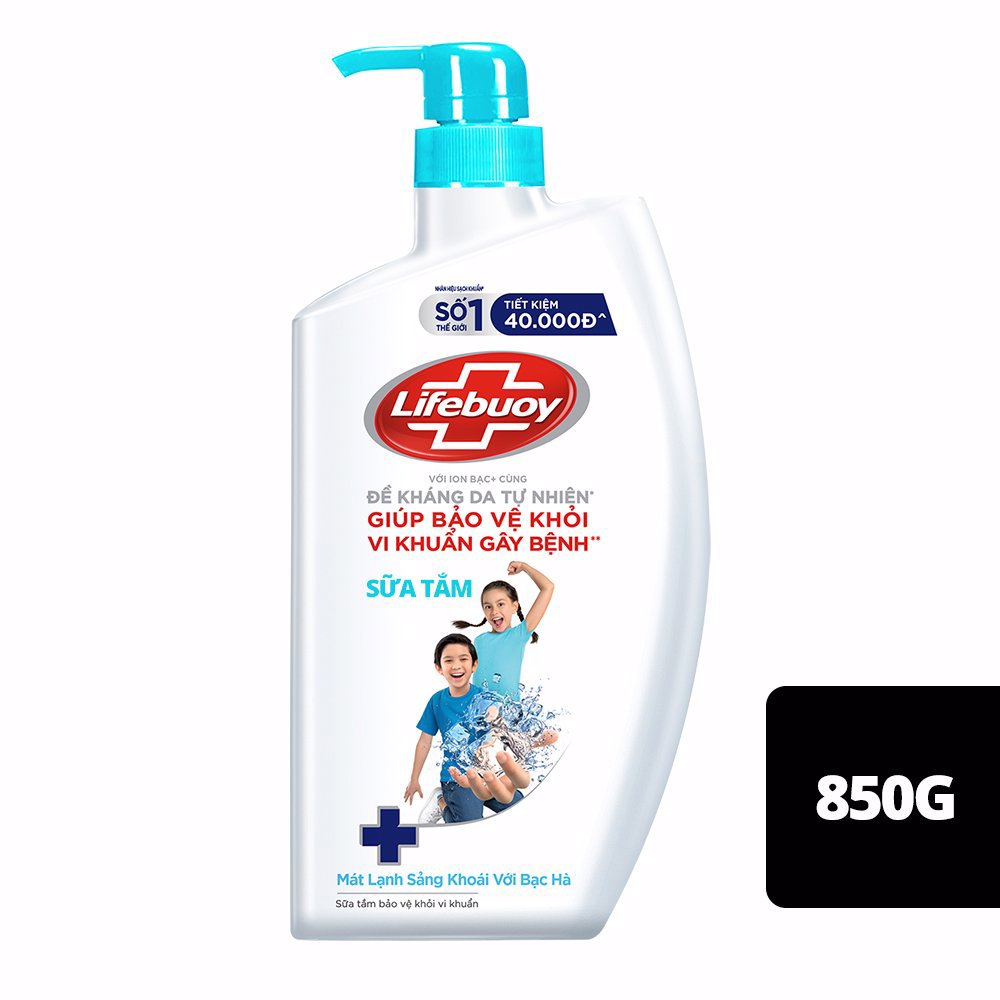 NHÃN HIỆU SẠCH KHUẨN#
SỐ 1
THẾ GIỚI
TIẾT KIỆM
40.000Đ^
Lifebuoy
VỚI ION BẠC+ CÙNG
ĐỀ KHÁNG DA TỰ NHIÊN*
GIÚP BẢO VỆ KHỎI
VI KHUẨN GÂY BỆNH**
SỮA TẮM
Mát Lạnh Sảng Khoái Với Bạc Hà
Sữa tắm bảo vệ khỏi vi khuẩn
850G